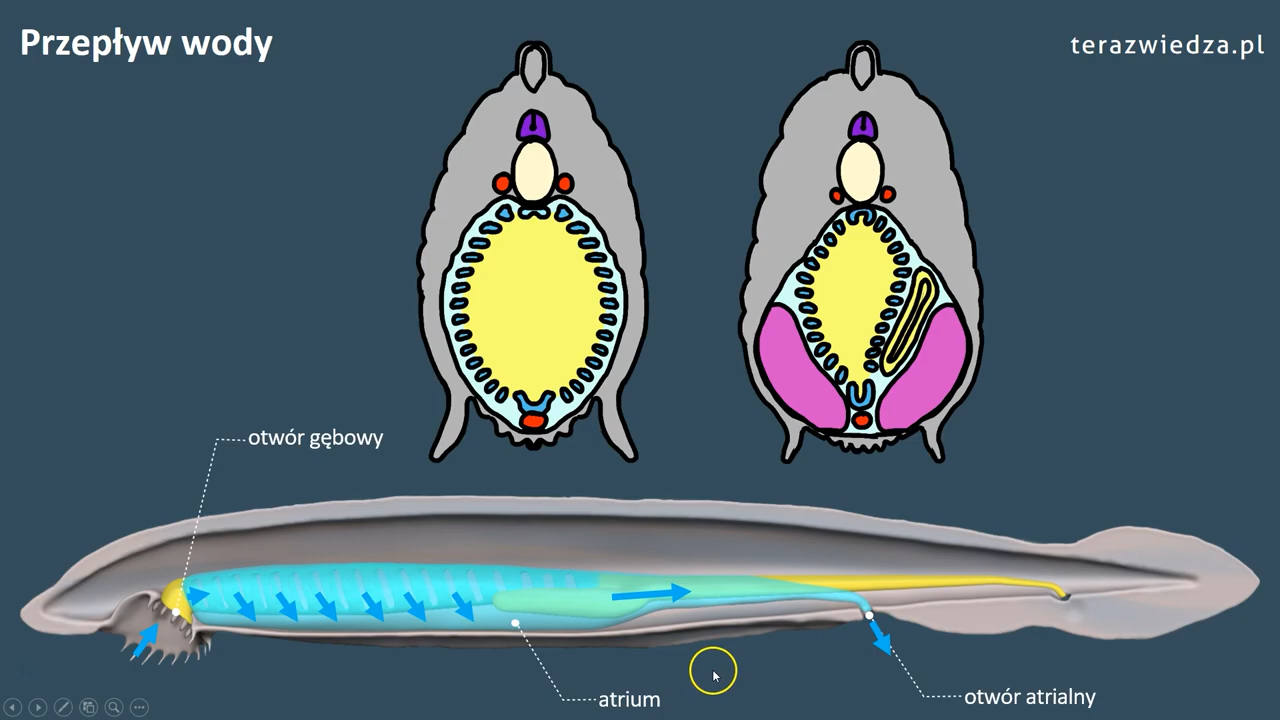 Przepływ wody
terazwiedza.pl
otwór gębowy
atrium
otwór atrialny